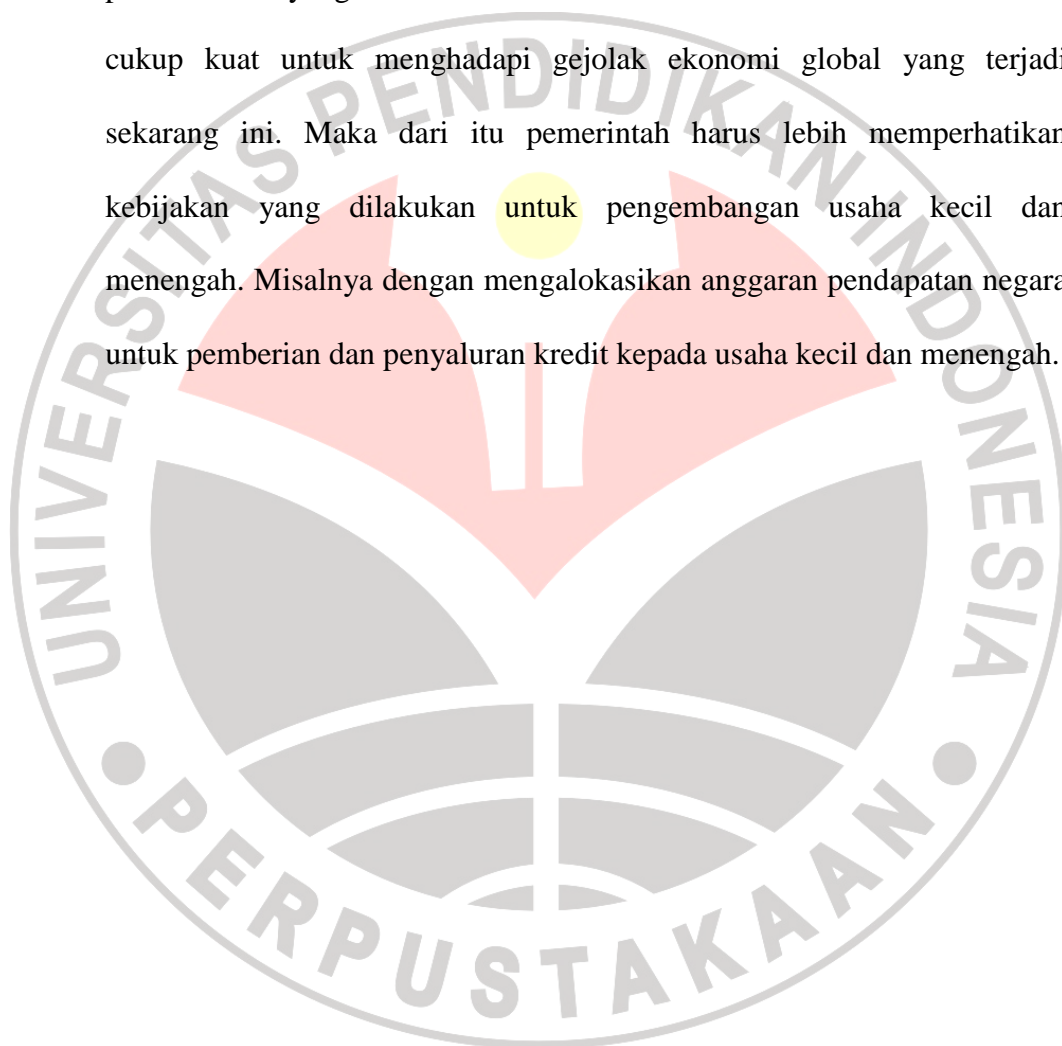 cukup kuat untuk menghadapi gejolak ekonomi global yang terjadi
sekarang ini. Maka dari itu pemerintah harus lebih memperhatikan
kebijakan yang dilakukan untuk pengembangan usaha kecil dan
menengah. Misalnya dengan mengalokasikan anggaran pendapatan negara
untuk pemberian dan penyaluran kredit kepada usaha kecil dan menengah.
UNIVERSITAS PENDIDIKAN INDONESIA
PERPUSTAKAAN